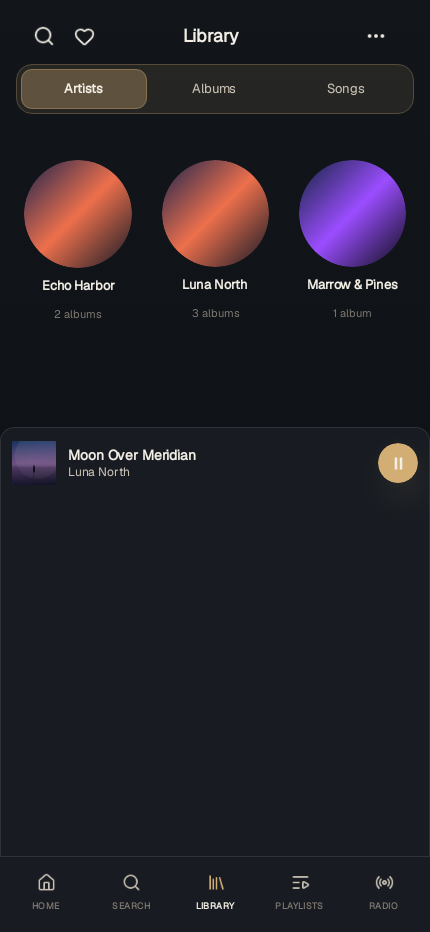 Library
Artists
Albums
Songs
Echo Harbor
Luna North
Marrow & Pines
2 albums
3 albums
1 album
Moon Over Meridian
Luna North
HOME
SEARCH
LIBRARY
PLAYLISTS
RADIO